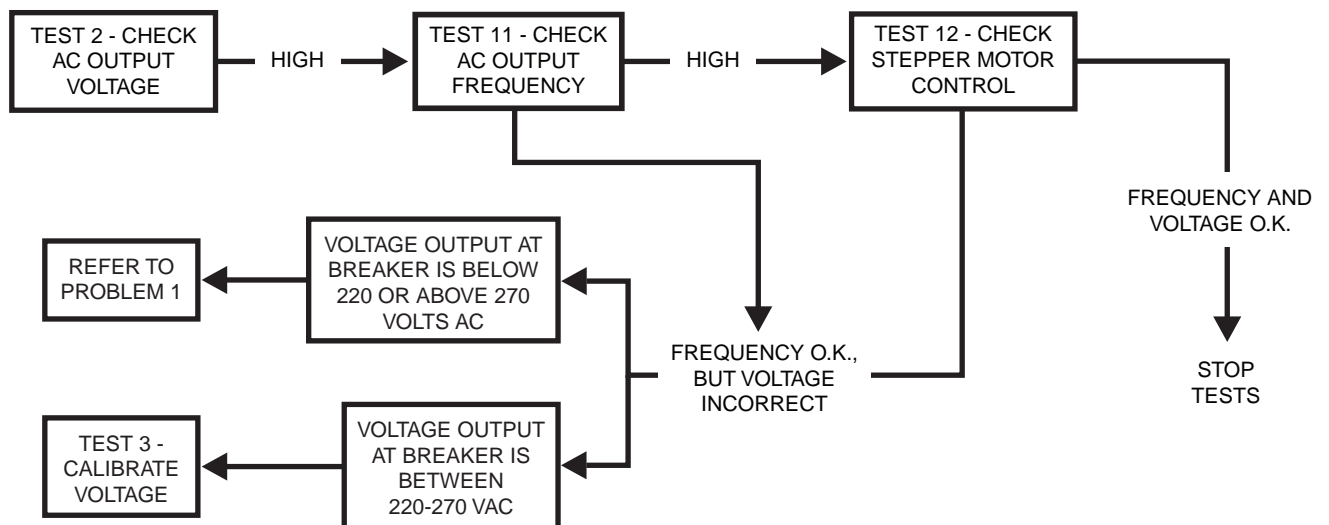 TEST 2 - CHECK
AC OUTPUT
VOLTAGE
HIGH
TEST 11 - CHECK
AC OUTPUT
FREQUENCY
HIGH
TEST 12 - CHECK
STEPPER MOTOR
CONTROL
FREQUENCY AND
VOLTAGE O.K.
STOP
TESTS
FREQUENCY O.K.,
BUT VOLTAGE
INCORRECT
VOLTAGE OUTPUT AT
BREAKER IS BELOW
220 OR ABOVE 270
VOLTS AC
REFER TO
PROBLEM 1
VOLTAGE OUTPUT
AT BREAKER IS
BETWEEN
220-270 VAC
TEST 3 -
CALIBRATE
VOLTAGE